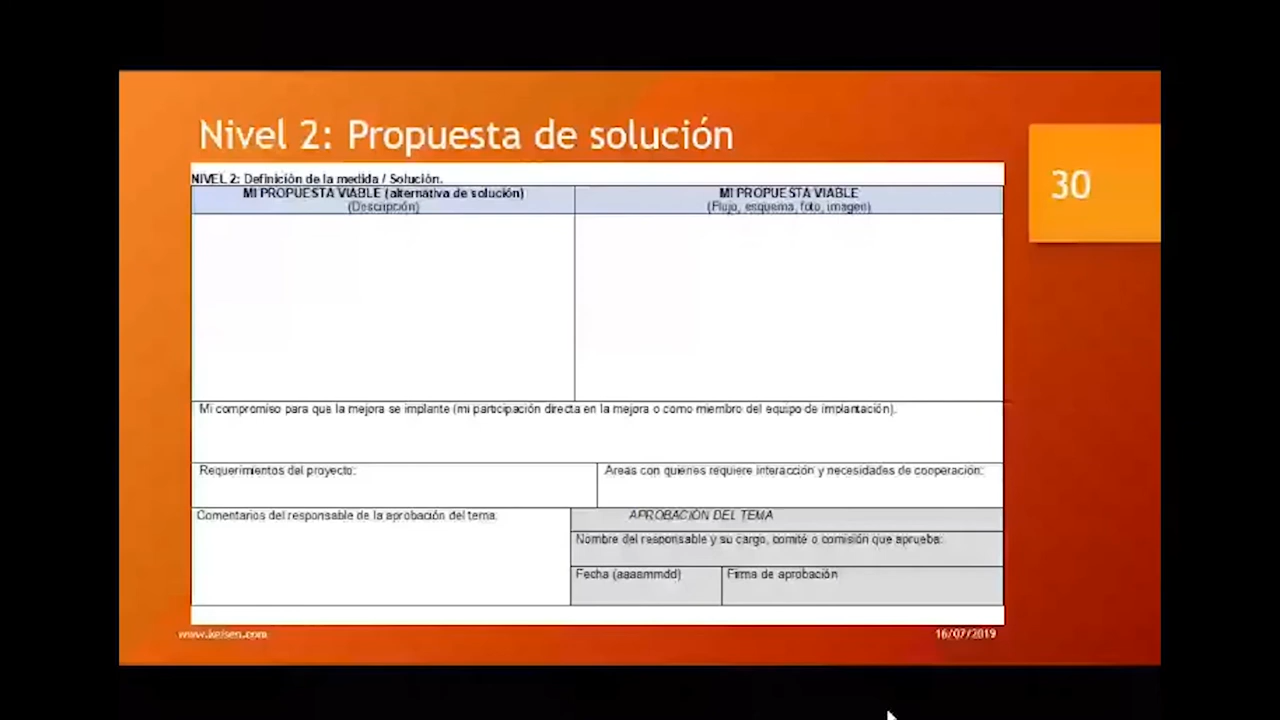 Nivel 2: Propuesta de solución
30
NIVEL 2: Definición de la medida / Solución.
MI PROPUESTA VIABLE (alternativa de solución)
(Descripción)
MI PROPUESTA VIABLE
(Flujo, esquema, foto, imagen)
Mi compromiso para que la mejora se implante (mi participación directa en la mejora o como miembro del equipo de implantación).
Requerimientos del proyecto:
Areas con quienes requiere interacción y necesidades de cooperación:
Comentarios del responsable de la aprobación del tema:
APROBACIÓN DEL TEMA
Nombre del responsable y su cargo, comité o comisión que aprueba:
Fecha (aaaammdd)
Firma de aprobación
www.keisen.com
16/07/2019